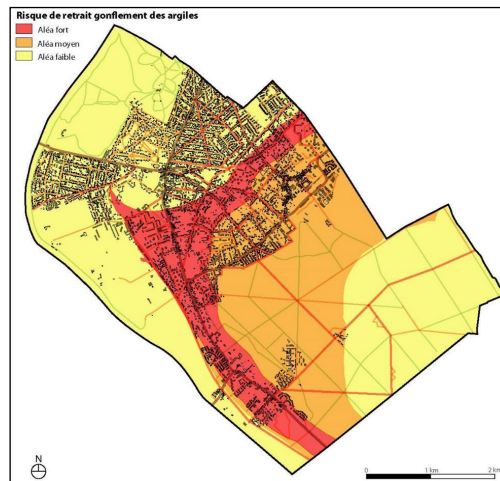 Risque de retrait gonflement des argiles
Aléa fort
Aléa moyen
Aléa faible
N
0 1 km 2 km